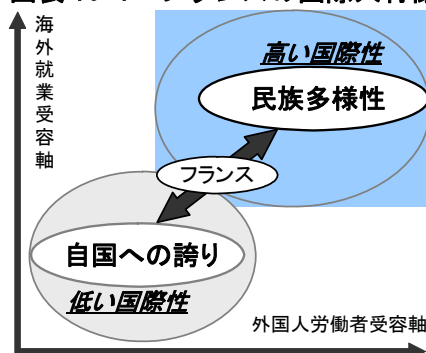 海外就業受容軸
高い国際性
民族多様性
フランス
自国への誇り
低い国際性
外国人労働者受容軸